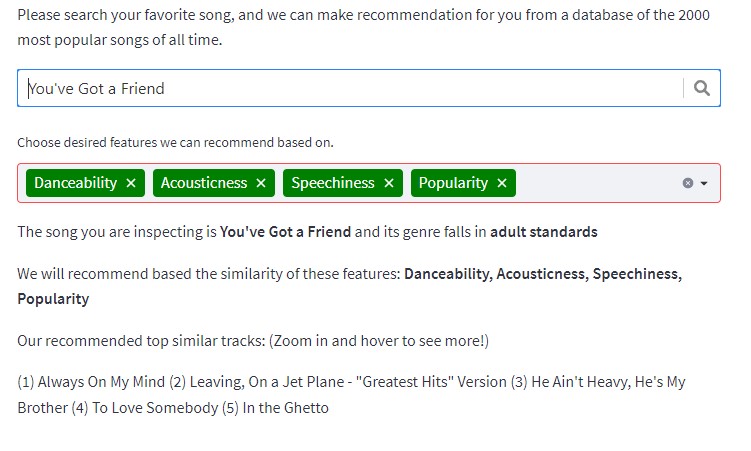 Please search your favorite song, and we can make recommendation for you from a database of the 2000
most popular songs of all time.
You've Got a Friend
Choose desired features we can recommend based on.
Danceability × Acousticness × Speechiness × Popularity ×
The song you are inspecting is You've Got a Friend and its genre falls in adult standards
We will recommend based the similarity of these features: Danceability, Acousticness, Speechiness,
Popularity
Our recommended top similar tracks: (Zoom in and hover to see more!)
(1) Always On My Mind (2) Leaving, On a Jet Plane - "Greatest Hits" Version (3) He Ain't Heavy, He's My
Brother (4) To Love Somebody (5) In the Ghetto